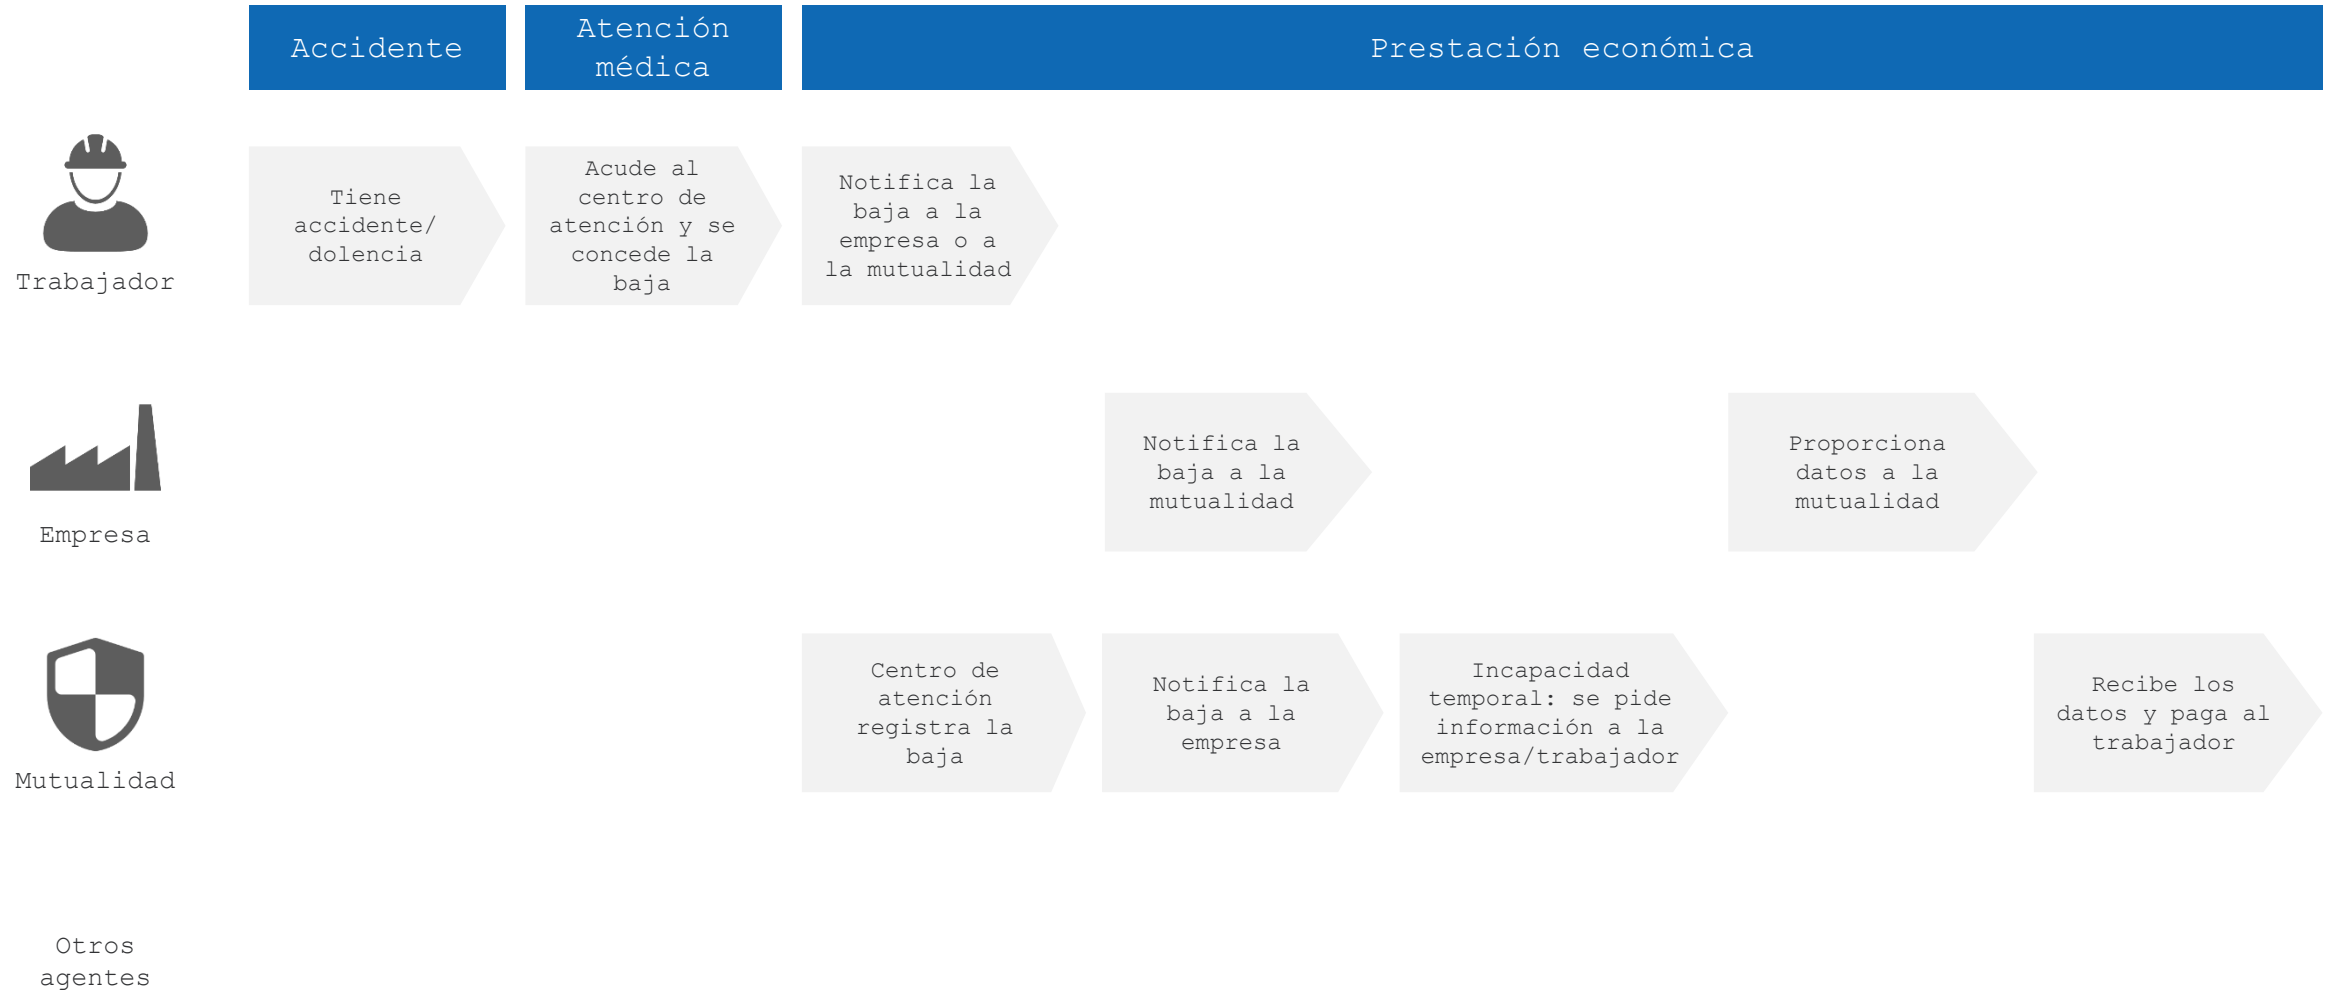 Accidente
Atención
médica
Prestación económica
Trabajador
Tiene
accidente/
dolencia
Acude al
centro de
atención y se
concede la
baja
Notifica la
baja a la
empresa o a
la mutualidad
Empresa
Notifica la
baja a la
mutualidad
Proporciona
datos a la
mutualidad
Mutualidad
Centro de
atención
registra la
baja
Notifica la
baja a la
empresa
Incapacidad
temporal: se pide
información a la
empresa/trabajador
Recibe los
datos y paga al
trabajador
Otros
agentes